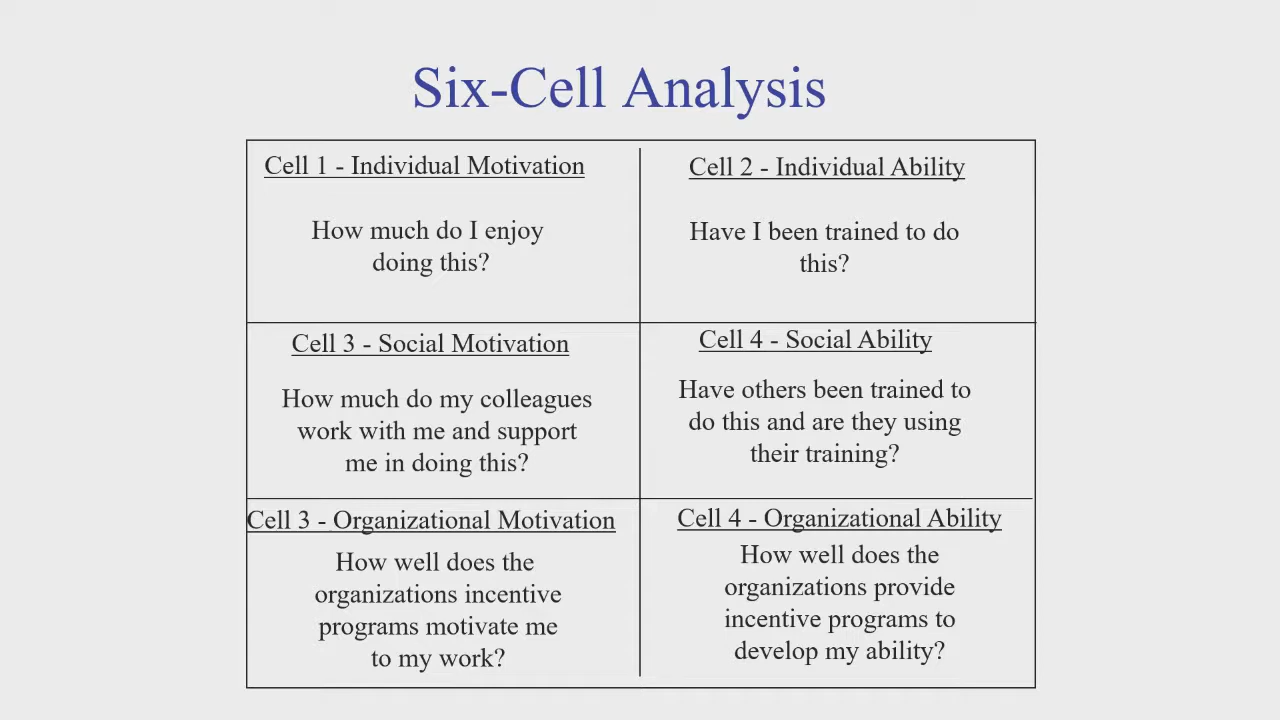 Six-Cell Analysis
Cell 1 - Individual Motivation
How much do I enjoy
doing this?
Cell 2 - Individual Ability
Have I been trained to do
this?
Cell 3 - Social Motivation
How much do my colleagues
work with me and support
me in doing this?
Cell 4 - Social Ability
Have others been trained to
do this and are they using
their training?
Cell 3 - Organizational Motivation
How well does the
organizations incentive
programs motivate me
to my work?
Cell 4 - Organizational Ability
How well does the
organizations provide
incentive programs to
develop my ability?